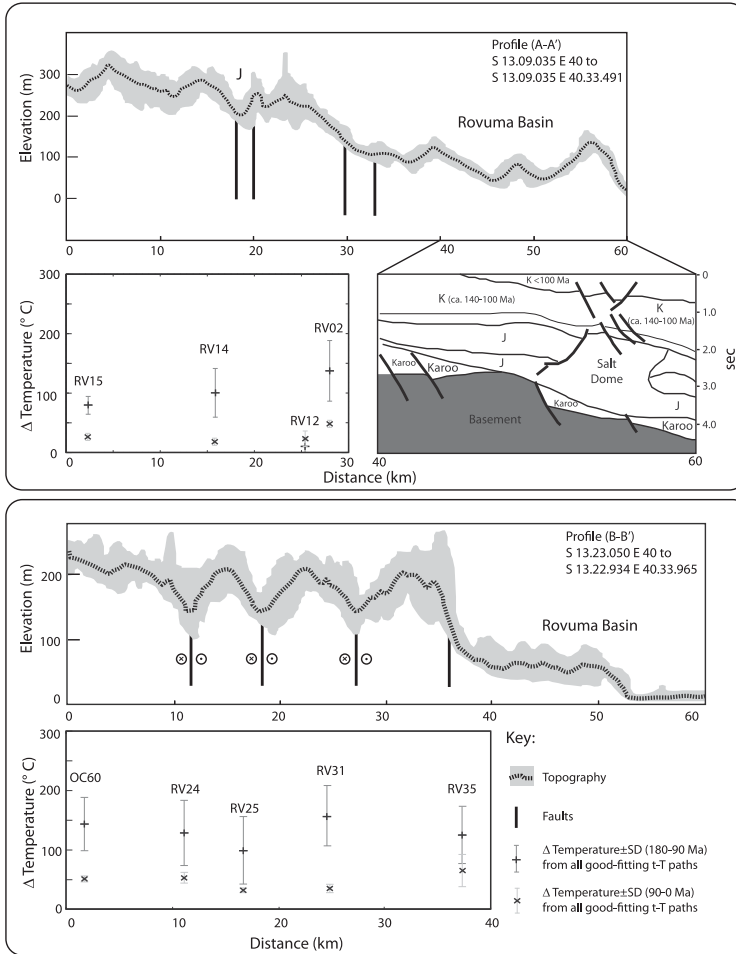 Profile (A-A')
S 13.09.035 E 40 to
S 13.09.035 E 40.33.491
Elevation (m)
300
200
100
0
J
Rovuma Basin
0
10
20
30
40
50
60
Δ Temperature (° C)
300
200
100
0
RV15
RV14
RV12
RV02
0
5
10
15
20
25
30
Distance (km)
K <100 Ma
K (ca. 140-100 Ma)
K
(ca. 140-100 Ma)
J
J
Salt
Dome
Karoo
Karoo
Karoo
J
Karoo
Basement
0
1.0
2.0
3.0
4.0
sec
40
60
Profile (B-B')
S 13.23.050 E 40 to
S 13.22.934 E 40.33.965
Elevation (m)
200
100
0
Rovuma Basin
0
10
20
30
40
50
60
Δ Temperature (° C)
300
200
100
0
OC60
RV24
RV25
RV31
RV35
0
10
20
30
40
Distance (km)
Key:
Topography
Faults
Δ Temperature±SD (180-90 Ma)
from all good-fitting t-T paths
Δ Temperature±SD (90-0 Ma)
from all good-fitting t-T paths